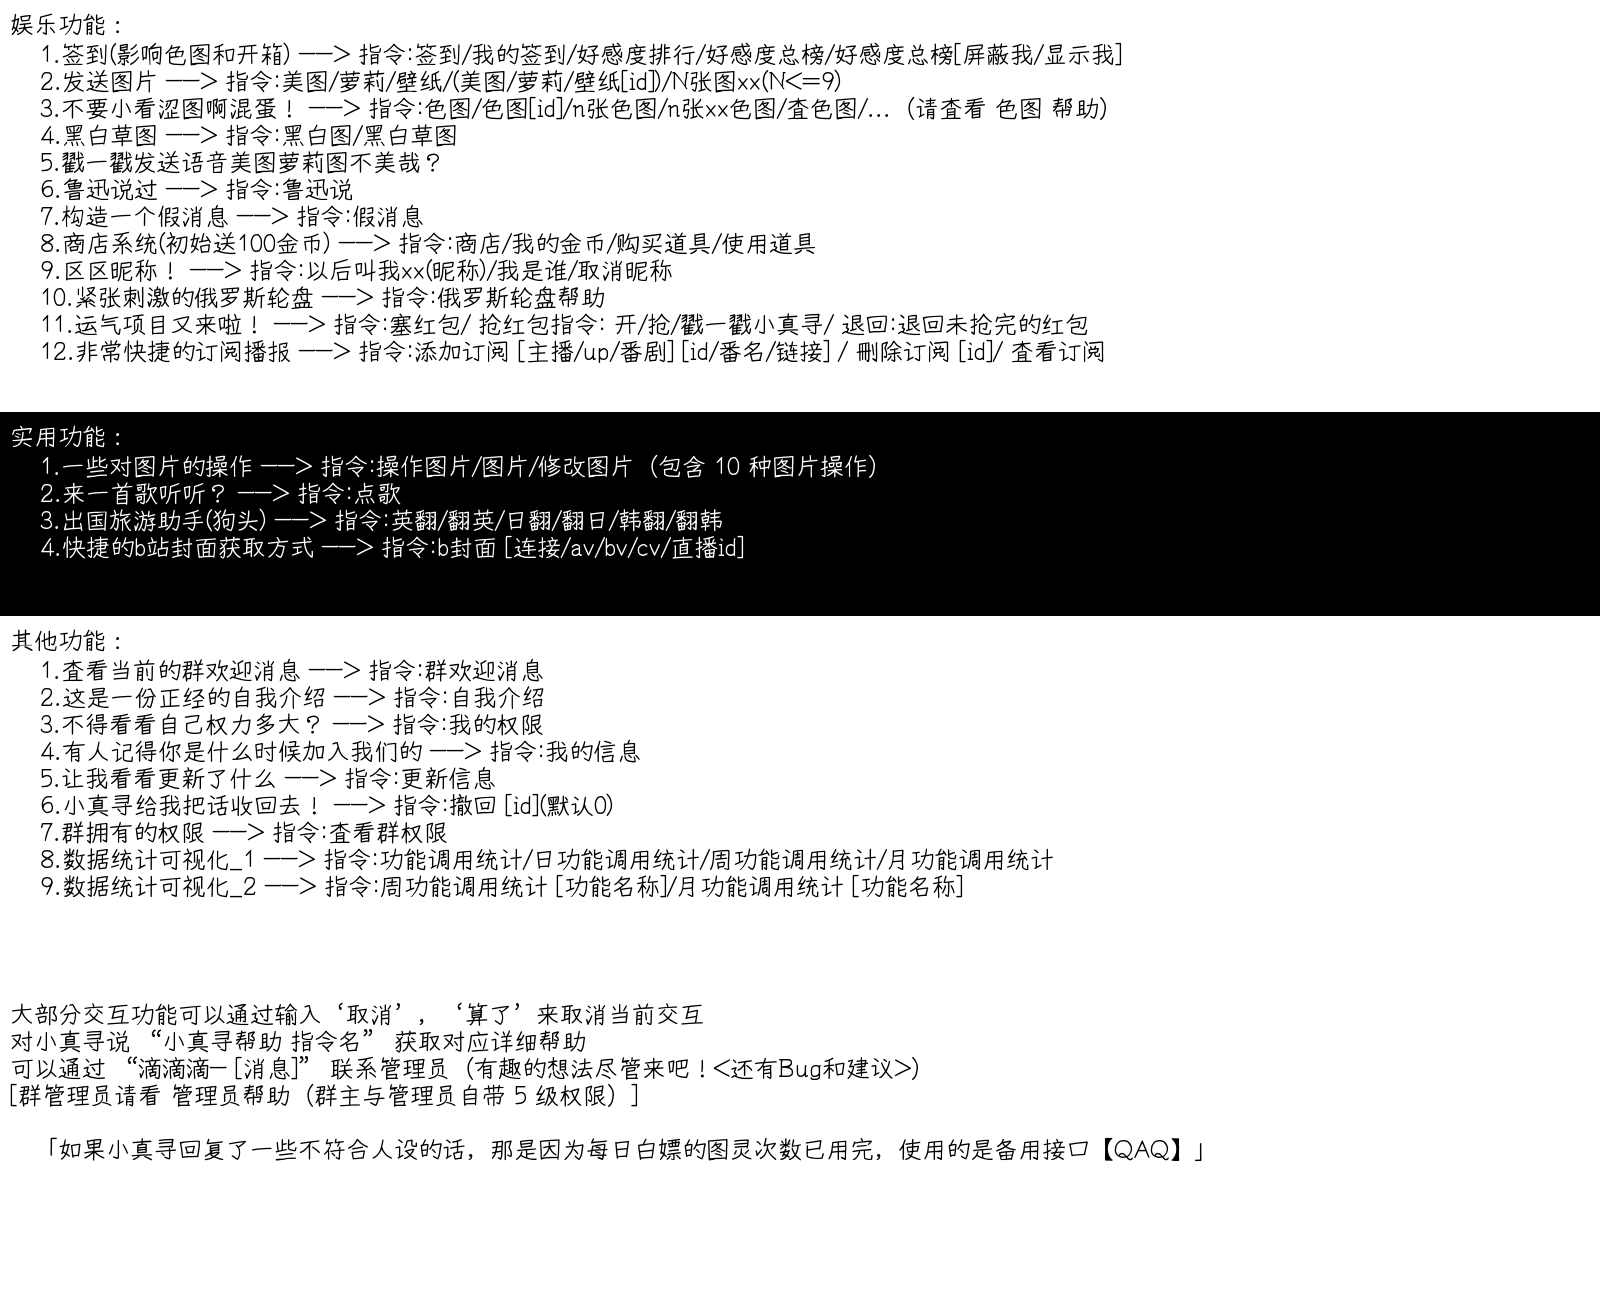 娱乐功能：
1.签到(影响色图和开箱) ——> 指令:签到/我的签到/好感度排行/好感度总榜/好感度总榜[屏蔽我/显示我]
2.发送图片 ——> 指令:美图/萝莉/壁纸/(美图/萝莉/壁纸[id])/N张图xx(N<=9)
3.不要小看涩图啊混蛋！ ——> 指令:色图/色图[id]/n张色图/n张xx色图/查色图/...（请查看 色图 帮助）
4.黑白草图 ——> 指令:黑白图/黑白草图
5.戳一戳发送语音美图萝莉图不美哉？
6.鲁迅说过 ——> 指令:鲁迅说
7.构造一个假消息 ——> 指令:假消息
8.商店系统(初始送100金币) ——> 指令:商店/我的金币/购买道具/使用道具
9.区区昵称！ ——> 指令:以后叫我xx(昵称)/我是谁/取消昵称
10.紧张刺激的俄罗斯轮盘 ——> 指令:俄罗斯轮盘帮助
11.运气项目又来啦！ ——> 指令:塞红包/ 抢红包指令: 开/抢/戳一戳小真寻/ 退回:退回未抢完的红包
12.非常快捷的订阅播报 ——> 指令:添加订阅 [主播/up/番剧] [id/番名/链接] / 删除订阅 [id]/ 查看订阅
实用功能：
1.一些对图片的操作 ——> 指令:操作图片/图片/修改图片（包含 10 种图片操作）
2.来一首歌听听？ ——> 指令:点歌
3.出国旅游助手(狗头) ——> 指令:英翻/翻英/日翻/翻日/韩翻/翻韩
4.快捷的b站封面获取方式 ——> 指令:b封面 [连接/av/bv/cv/直播id]
其他功能：
1.查看当前的群欢迎消息 ——> 指令:群欢迎消息
2.这是一份正经的自我介绍 ——> 指令:自我介绍
3.不得看看自己权力多大？ ——> 指令:我的权限
4.有人记得你是什么时候加入我们的 ——> 指令:我的信息
5.让我看看更新了什么 ——> 指令:更新信息
6.小真寻给我把话收回去！ ——> 指令:撤回 [id](默认0)
7.群拥有的权限 ——> 指令:查看群权限
8.数据统计可视化_1 ——> 指令:功能调用统计/日功能调用统计/周功能调用统计/月功能调用统计
9.数据统计可视化_2 ——> 指令:周功能调用统计 [功能名称]/月功能调用统计 [功能名称]
大部分交互功能可以通过输入‘取消’，‘算了’来取消当前交互
对小真寻说 “小真寻帮助 指令名” 获取对应详细帮助
可以通过 “滴滴滴- [消息]” 联系管理员（有趣的想法尽管来吧！<还有Bug和建议>）
[群管理员请看 管理员帮助（群主与管理员自带 5 级权限）]
「如果小真寻回复了一些不符合人设的话，那是因为每日白嫖的图灵次数已用完，使用的是备用接口【QAQ】」